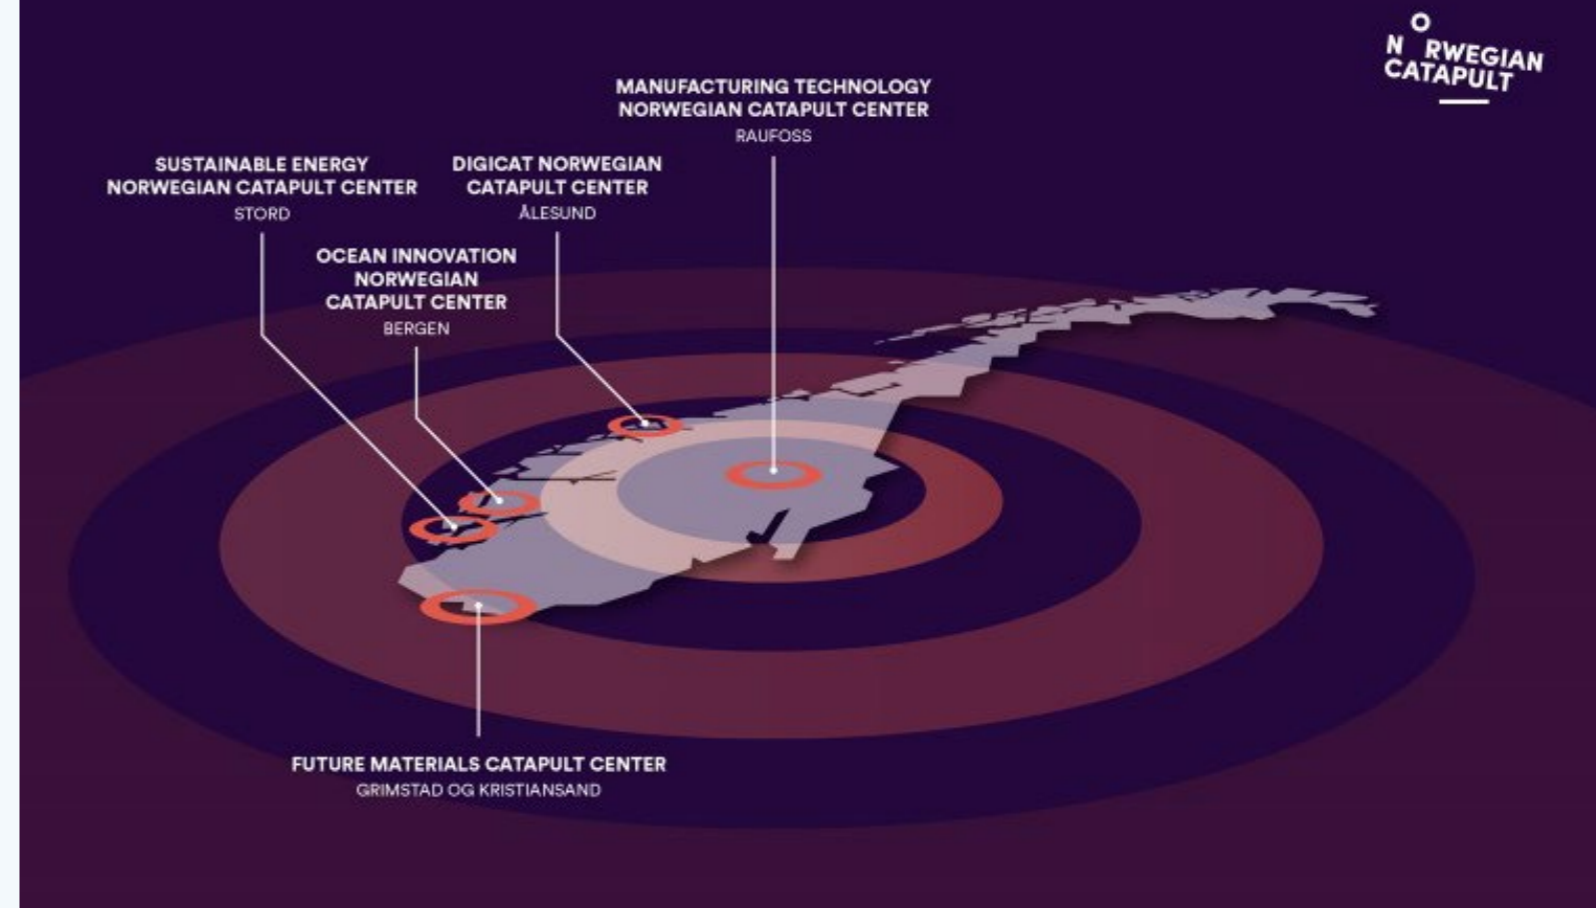 O
N RWEGIAN
CATAPULT
MANUFACTURING TECHNOLOGY
NORWEGIAN CATAPULT CENTER
RAUFOSS
SUSTAINABLE ENERGY
NORWEGIAN CATAPULT CENTER
STORD
DIGICAT NORWEGIAN
CATAPULT CENTER
ÅLESUND
OCEAN INNOVATION
NORWEGIAN
CATAPULT CENTER
BERGEN
FUTURE MATERIALS CATAPULT CENTER
GRIMSTAD OG KRISTIANSAND